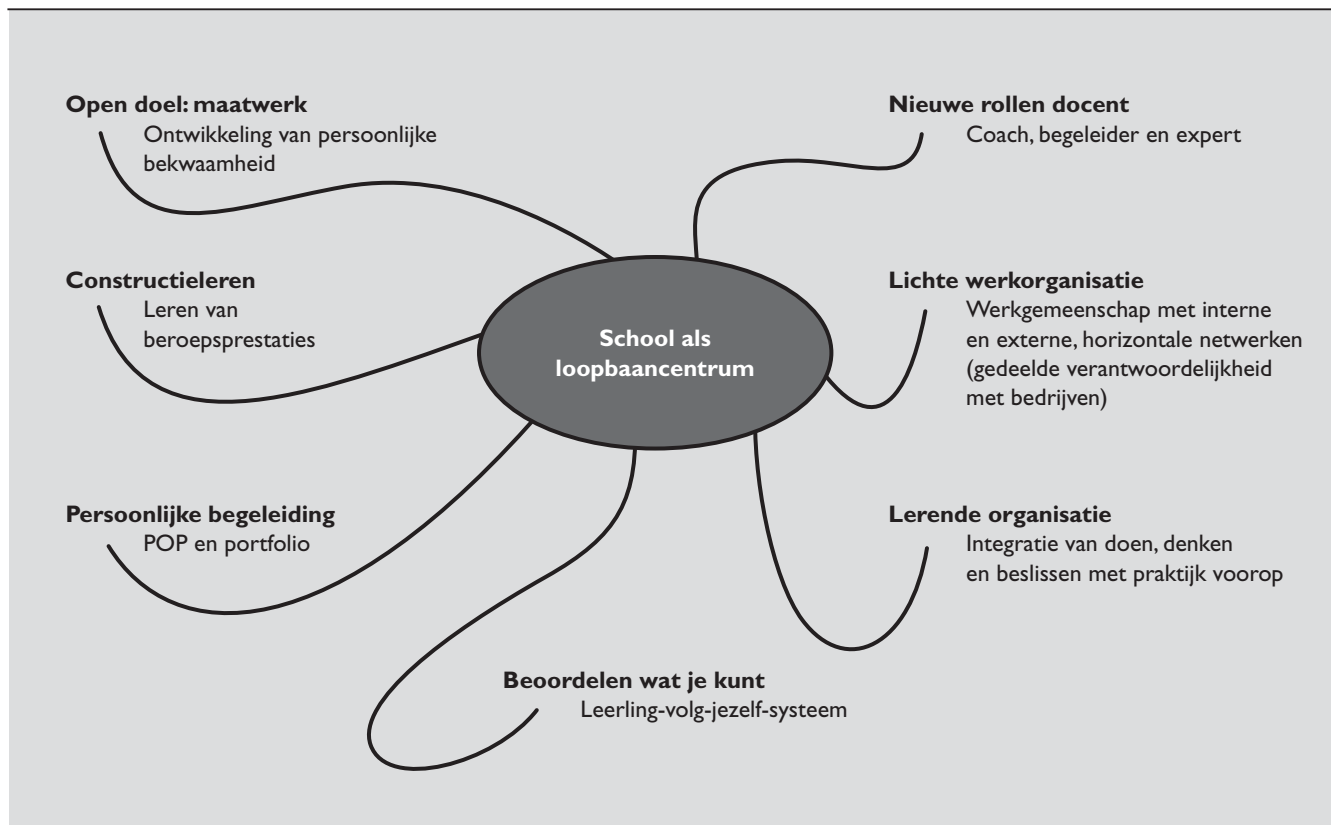 Open doel: maatwerk
Ontwikkeling van persoonlijke
bekwaamheid
Constructieleren
Leren van
beroepsprestaties
Persoonlijke begeleiding
POP en portfolio
School als
loopbaancentrum
Beoordelen wat je kunt
Leerling-volg-jezelf-systeem
Nieuwe rollen docent
Coach, begeleider en expert
Lichte werkorganisatie
Werkgemeenschap met interne
en externe, horizontale netwerken
(gedeelde verantwoordelijkheid
met bedrijven)
Lerende organisatie
Integratie van doen, denken
en beslissen met praktijk voorop